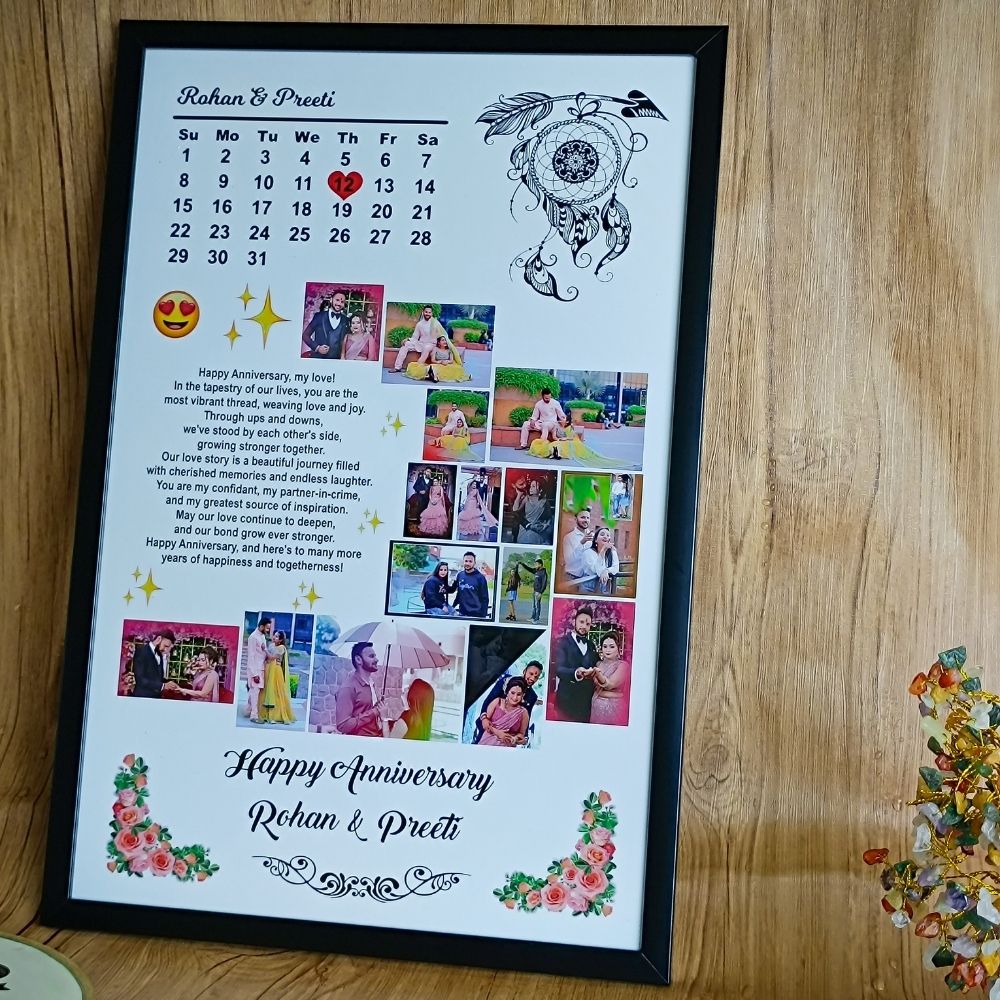 Rohan & Preeti
Su Mo Tu We Th Fr Sa
1 2 3 4 5 6 7
8 9 10 11 12 13 14
15 16 17 18 19 20 21
22 23 24 25 26 27 28
29 30 31
Happy Anniversary, my love!
In the tapestry of our lives, you are the
most vibrant thread, weaving love and joy.
Through ups and downs,
we've stood by each other's side,
growing stronger together.
Our love story is a beautiful journey filled
with cherished memories and endless laughter.
You are my confidant, my partner-in-crime,
and my greatest source of inspiration.
May our love continue to deepen,
and our bond grow ever stronger.
Happy Anniversary, and here's to many more
years of happiness and togetherness!
Happy Anniversary
Rohan & Preeti